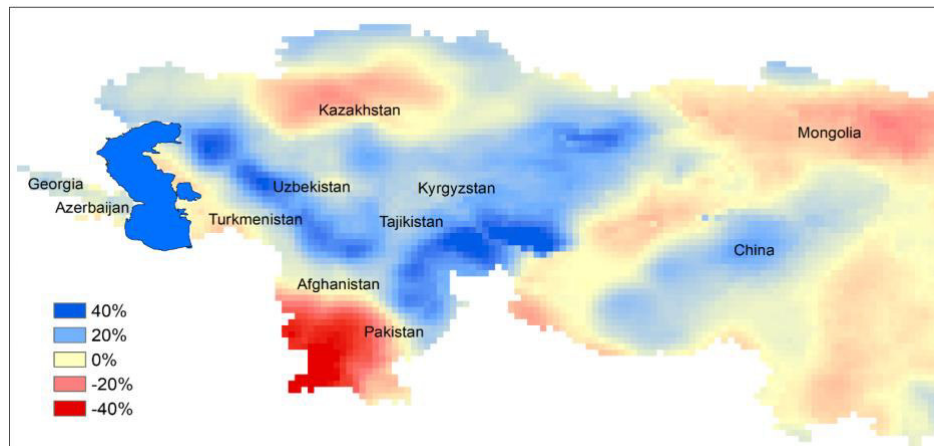 Kazakhstan
Mongolia
Georgia
Uzbekistan
Kyrgyzstan
Azerbaijan
Turkmenistan
Tajikistan
China
Afghanistan
Pakistan
40%
20%
0%
-20%
-40%